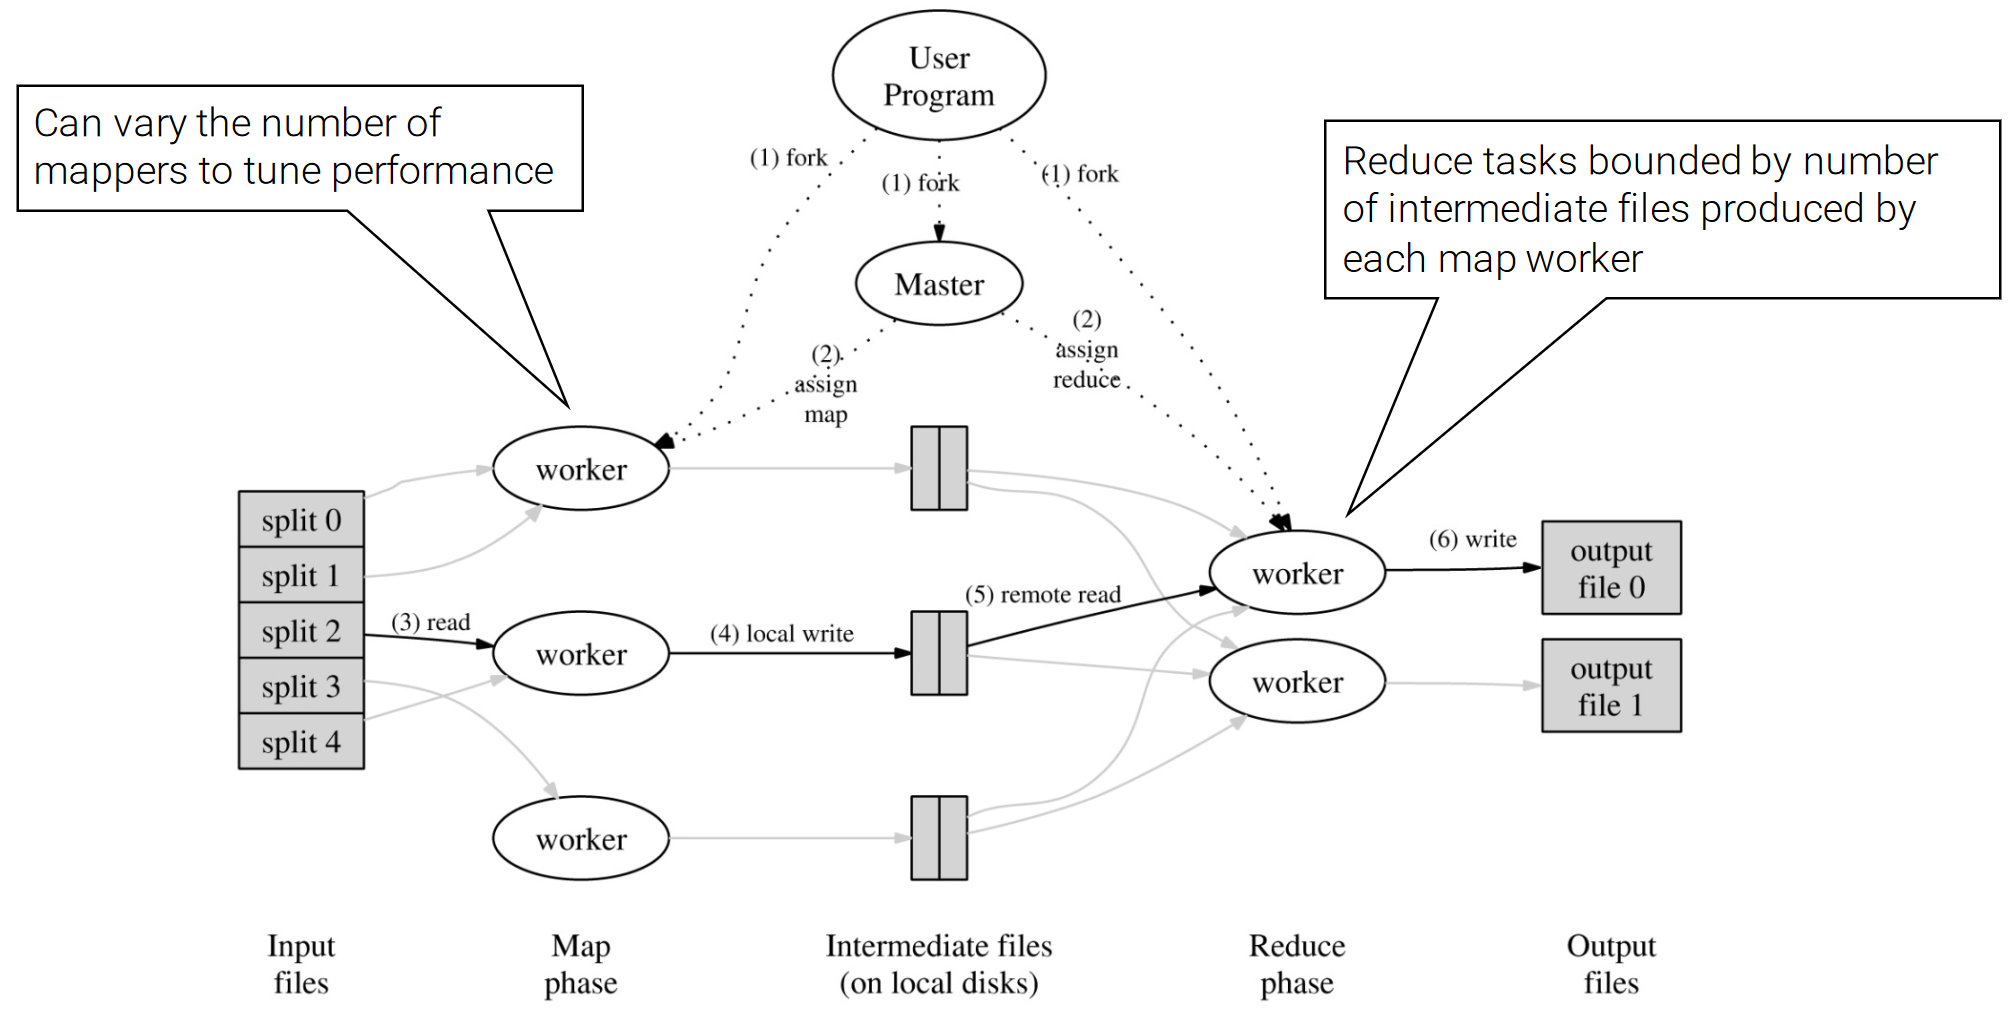 User
Program
Can vary the number of
mappers to tune performance
Reduce tasks bounded by number
of intermediate files produced by
each map worker
(1) fork
(1) fork
(1) fork
Master
(2)
assign
map
(2)
assign
reduce
worker
split 0
split 1
split 2
split 3
split 4
(3) read
worker
(4) local write
(5) remote read
worker
worker
worker
(6) write
output
file 0
output
file 1
Input
files
Map
phase
Intermediate files
(on local disks)
Reduce
phase
Output
files